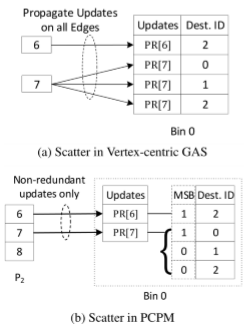 Propagate Updates
on all Edges
Updates Dest. ID
6 PR[6] 2
PR[7] 0
7 PR[7] 1
PR[7] 2
Bin 0
(a) Scatter in Vertex-centric GAS
Non-redundant
updates only
Updates MSB Dest. ID
6 PR[6] 1 2
7 PR[7] 1 0
8 0 1
0 2
P2
Bin 0
(b) Scatter in PCPM